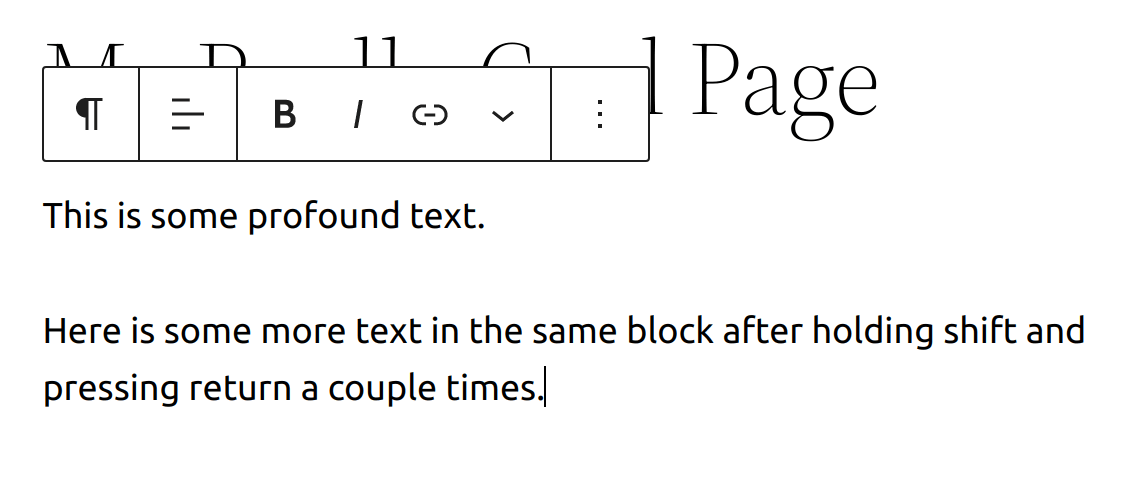 Page
B I
This is some profound text.
Here is some more text in the same block after holding shift and
pressing return a couple times.